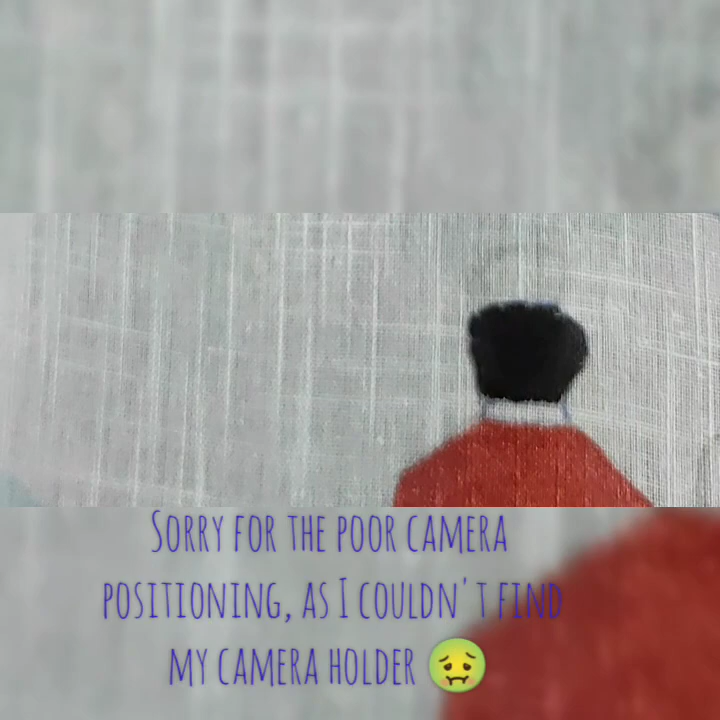 Sorry for the poor camera
positioning, as I couldn't find
my camera holder 🤢